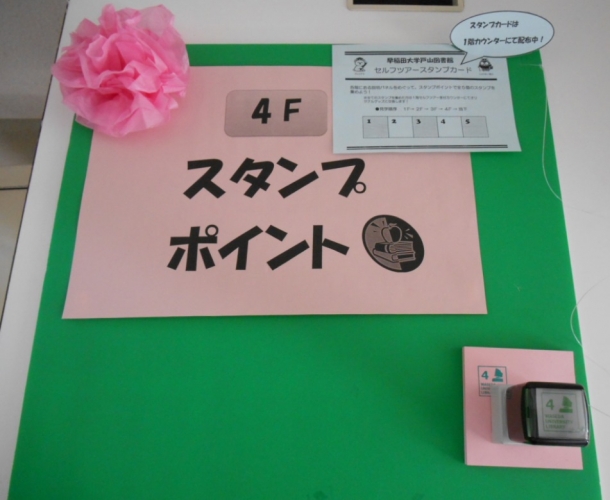 スタンプカードは
1階カウンターにて配布中!
早稲田大学戸山図書館
セルフツアースタンプカード
4F
スタンプ
ポイント
1 2 3 4 5
4
4